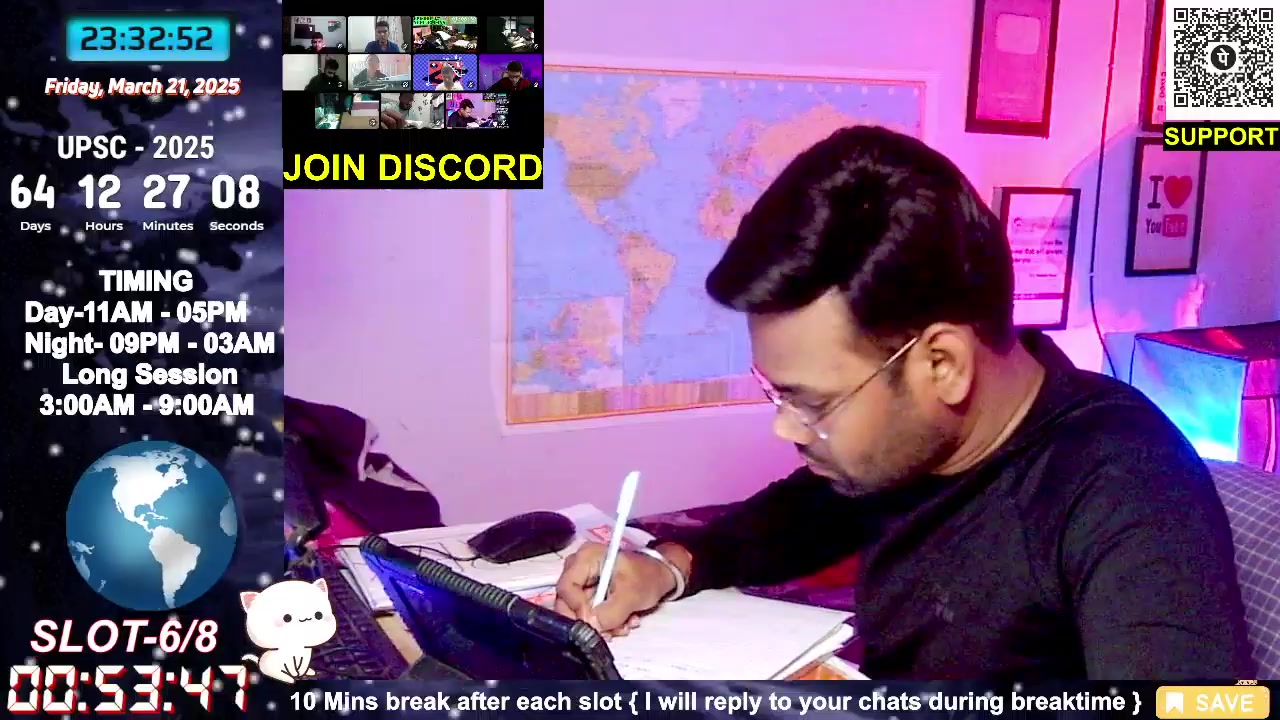 23:32:52
Friday, March 21, 2025
UPSC - 2025
64 12 27 08
Days Hours Minutes Seconds
TIMING
Day-11AM - 05PM
Night- 09PM - 03AM
Long Session
3:00AM - 9:00AM
SLOT-6/8
00:53:47
JOIN DISCORD
SUPPORT
I
You Tube
10 Mins break after each slot { I will reply to your chats during breaktime }
SAVE